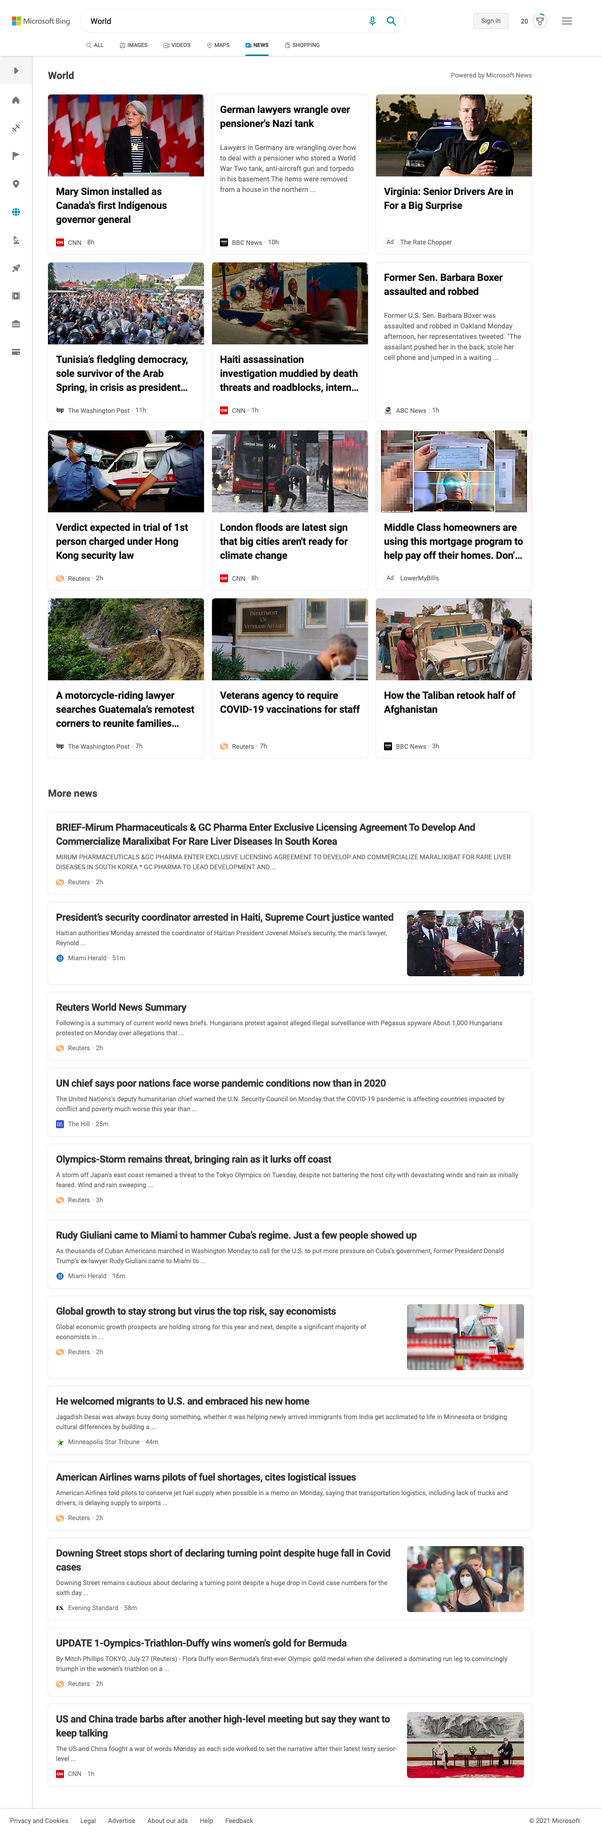 Microsoft Bing
World
Sign in
20
ALL
IMAGES
VIDEOS
MAPS
NEWS
SHOPPING
World
Powered by Microsoft News
Mary Simon installed as
Canada's first Indigenous
governor general
CNN · 8h
German lawyers wrangle over
pensioner's Nazi tank
Lawyers in Germany are wrangling over how
to deal with a pensioner who stored a World
War Two tank, anti-aircraft gun and torpedo
in his basement.The items were removed
from a house in the northern ...
BBC News · 10h
Virginia: Senior Drivers Are in
For a Big Surprise
Ad The Rate Chopper
Tunisia's fledgling democracy,
sole survivor of the Arab
Spring, in crisis as president...
The Washington Post · 11h
Haiti assassination
investigation muddied by death
threats and roadblocks, intern...
CNN · 1h
Former Sen. Barbara Boxer
assaulted and robbed
Former U.S. Sen. Barbara Boxer was
assaulted and robbed in Oakland Monday
afternoon, her representatives tweeted. "The
assailant pushed her in the back, stole her
cell phone and jumped in a waiting ...
ABC News · 1h
Verdict expected in trial of 1st
person charged under Hong
Kong security law
Reuters · 2h
London floods are latest sign
that big cities aren't ready for
climate change
CNN · 8h
Middle Class homeowners are
using this mortgage program to
help pay off their homes. Don'...
Ad LowerMyBills
A motorcycle-riding lawyer
searches Guatemala's remotest
corners to reunite families...
The Washington Post · 7h
DEPARTMENT
OF
VETERANS AFFAIRS
Veterans agency to require
COVID-19 vaccinations for staff
Reuters · 7h
How the Taliban retook half of
Afghanistan
BBC News · 3h
More news
BRIEF-Mirum Pharmaceuticals & GC Pharma Enter Exclusive Licensing Agreement To Develop And
Commercialize Maralixibat For Rare Liver Diseases In South Korea
MIRUM PHARMACEUTICALS &GC PHARMA ENTER EXCLUSIVE LICENSING AGREEMENT TO DEVELOP AND COMMERCIALIZE MARALIXIBAT FOR RARE LIVER
DISEASES IN SOUTH KOREA * GC PHARMA TO LEAD DEVELOPMENT AND ...
Reuters · 2h
President's security coordinator arrested in Haiti, Supreme Court justice wanted
Haitian authorities Monday arrested the coordinator of Haitian President Jovenel Moïse's security, the man's lawyer,
Reynold ...
Miami Herald · 51m
Reuters World News Summary
Following is a summary of current world news briefs. Hungarians protest against alleged illegal surveillance with Pegasus spyware About 1,000 Hungarians
protested on Monday over allegations that ...
Reuters · 2h
UN chief says poor nations face worse pandemic conditions now than in 2020
The United Nations's deputy humanitarian chief warned the U.N. Security Council on Monday that the COVID-19 pandemic is affecting countries impacted by
conflict and poverty much worse this year than ...
The Hill · 25m
Olympics-Storm remains threat, bringing rain as it lurks off coast
A storm off Japan's east coast remained a threat to the Tokyo Olympics on Tuesday, despite not battering the host city with devastating winds and rain as initially
feared. Wind and rain sweeping ...
Reuters · 3h
Rudy Giuliani came to Miami to hammer Cuba's regime. Just a few people showed up
As thousands of Cuban Americans marched in Washington Monday to call for the U.S. to put more pressure on Cuba's government, former President Donald
Trump's ex-lawyer Rudy Giuliani came to Miami to ...
Miami Herald · 16m
Global growth to stay strong but virus the top risk, say economists
Global economic growth prospects are holding strong for this year and next, despite a significant majority of
economists in ...
Reuters · 2h
He welcomed migrants to U.S. and embraced his new home
Jagadish Desai was always busy doing something, whether it was helping newly arrived immigrants from India get acclimated to life in Minnesota or bridging
cultural differences by building a ...
Minneapolis Star Tribune · 44m
American Airlines warns pilots of fuel shortages, cites logistical issues
American Airlines told pilots to conserve jet fuel supply when possible in a memo on Monday, saying that transportation logistics, including lack of trucks and
drivers, is delaying supply to airports ...
Reuters · 2h
Downing Street stops short of declaring turning point despite huge fall in Covid
cases
Downing Street remains cautious about declaring a turning point despite a huge drop in Covid case numbers for the
sixth day ...
ES. Evening Standard · 58m
UPDATE 1-Oympics-Triathlon-Duffy wins women's gold for Bermuda
By Mitch Phillips TOKYO, July 27 (Reuters) - Flora Duffy won Bermuda's first-ever Olympic gold medal when she delivered a dominating run leg to convincingly
triumph in the women's triathlon on a ...
Reuters · 2h
US and China trade barbs after another high-level meeting but say they want to
keep talking
The US and China fought a war of words Monday as each side worked to set the narrative after their latest testy senior-
level ...
CNN · 1h
Privacy and Cookies
Legal
Advertise
About our ads
Help
Feedback
© 2021 Microsoft